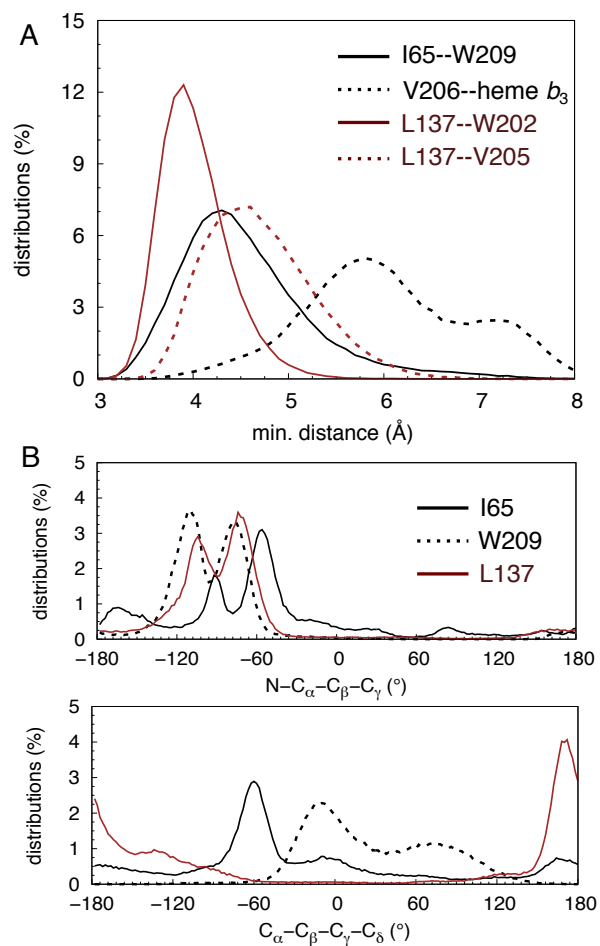 A
15
12
9
6
3
0
distributions (%)
I65--W209
V206--heme b3
L137--W202
L137--V205
3 4 5 6 7 8
min. distance (Å)
B
5
4
3
2
1
0
distributions (%)
I65
W209
L137
−180 −120 −60 0 60 120 180
N−Cα−Cβ−Cγ (°)
5
4
3
2
1
0
distributions (%)
−180 −120 −60 0 60 120 180
Cα−Cβ−Cγ−Cδ (°)